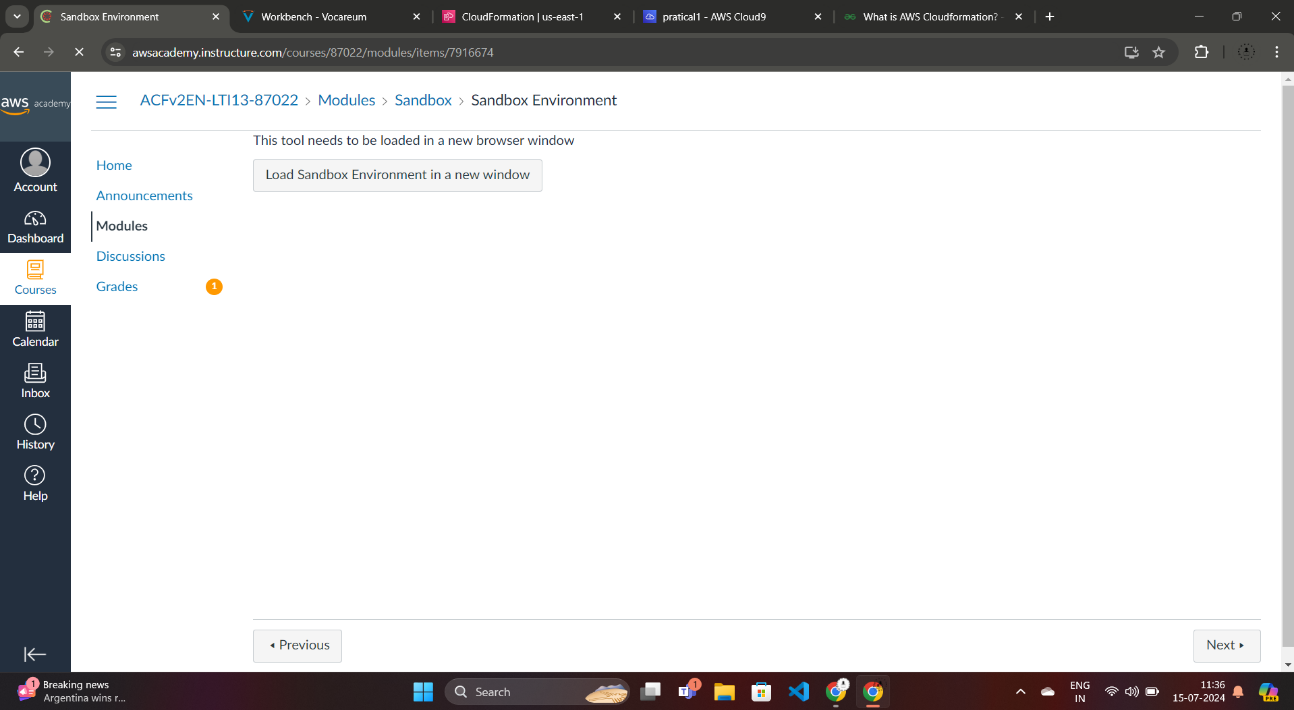 Sandbox Environment
Workbench - Vocareum
CloudFormation | us-east-1
pratical1 - AWS Cloud9
What is AWS Cloudformation? -
awsacademy.instructure.com/courses/87022/modules/items/7916674
aws academy
ACFv2EN-LTI13-87022 > Modules > Sandbox > Sandbox Environment
This tool needs to be loaded in a new browser window
Load Sandbox Environment in a new window
Home
Announcements
Modules
Discussions
Grades 1
Account
Dashboard
Courses
Calendar
Inbox
History
Help
Previous
Next
1
Breaking news
Argentina wins r...
Search
1
ENG
IN
11:36
15-07-2024